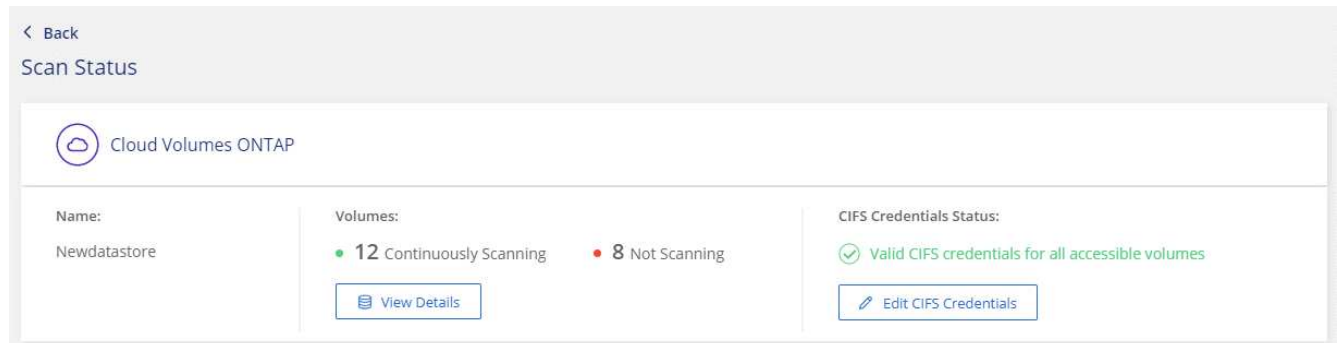 Back
Scan Status
Cloud Volumes ONTAP
Name:
Newdatastore
Volumes:
12 Continuously Scanning
8 Not Scanning
View Details
CIFS Credentials Status:
Valid CIFS credentials for all accessible volumes
Edit CIFS Credentials